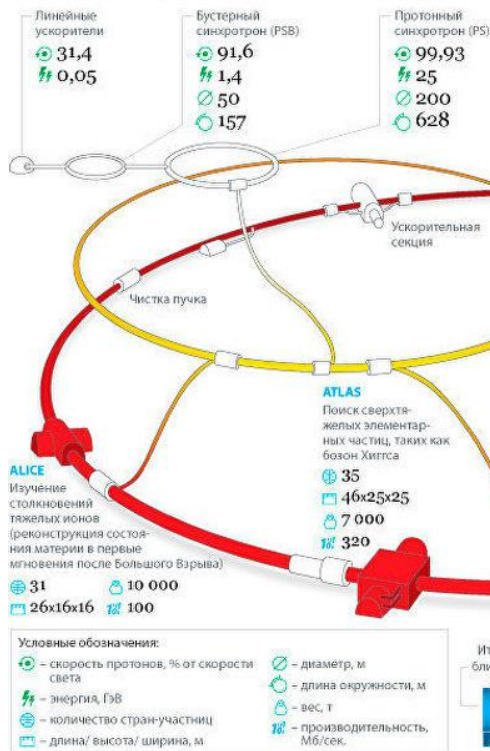 Линейные
ускорители
31,4
0,05
Бустерный
синхротрон (PSB)
91,6
1,4
50
157
Протонный
синхротрон (PS)
99,93
25
200
628
Ускорительная
секция
Чистка пучка
ATLAS
Поиск сверхтя-
желых элементар-
ных частиц, таких как
бозон Хиггса
35
46x25x25
7 000
320
ALICE
Изучение
столкновений
тяжелых ионов
(реконструкция состоя-
ния материи в первые
мгновения после Большого Взрыва)
31
10 000
26x16x16
100
Условные обозначения:
– скорость протонов, % от скорости
света
– энергия, ГэВ
– количество стран-участниц
– длина/ высота/ ширина, м
– диаметр, м
– длина окружности, м
– вес, т
– производительность,
Мб/сек.